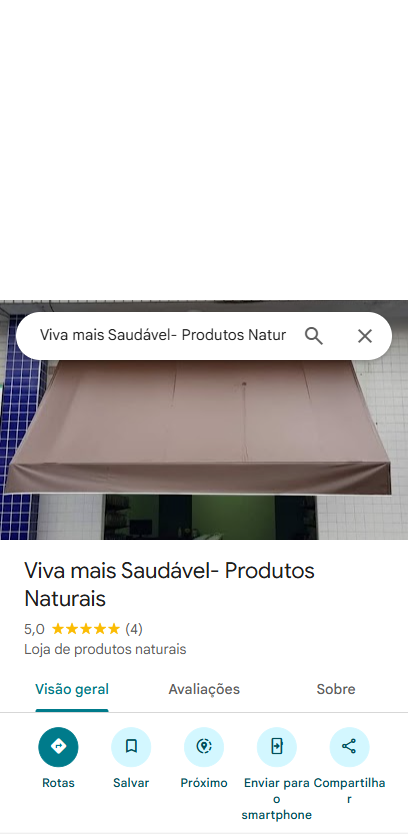 Viva mais Saudável- Produtos Natur
Viva mais Saudável- Produtos
Naturais
5,0 ★★★★★ (4)
Loja de produtos naturais
Visão geral
Avaliações
Sobre
Rotas
Salvar
Próximo
Enviar para
o
smartphone
Compartilha
r